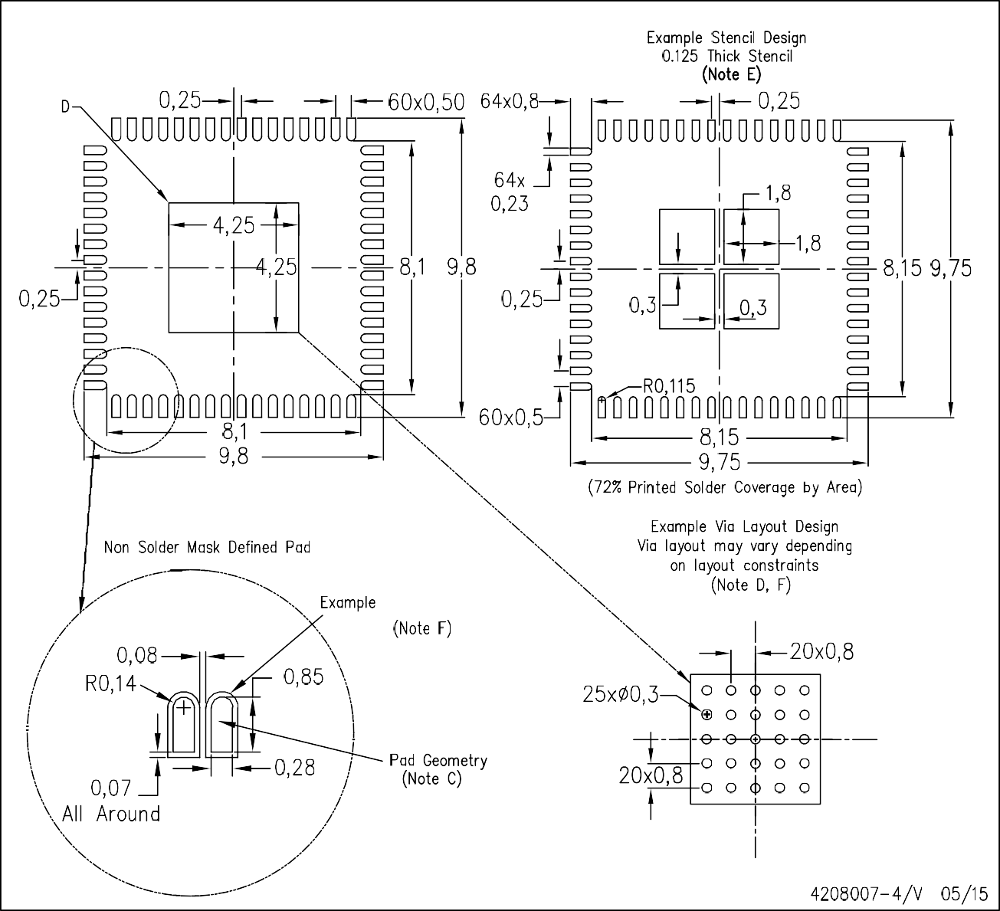 Example Stencil Design
0.125 Thick Stencil
(Note E)
D
0,25
60x0,50
4,25
4,25
8,1
9,8
0,25
8,1
9,8
64x0,8
0,25
64x
0,23
1,8
1,8
8,15
9,75
0,25
0,3
0,3
R0,115
60x0,5
8,15
9,75
(72% Printed Solder Coverage by Area)
Non Solder Mask Defined Pad
Example
(Note F)
0,08
R0,14
0,85
0,28
Pad Geometry
(Note C)
0,07
All Around
Example Via Layout Design
Via layout may vary depending
on layout constraints
(Note D, F)
20x0,8
25xø0,3
20x0,8
4208007-4/V 05/15